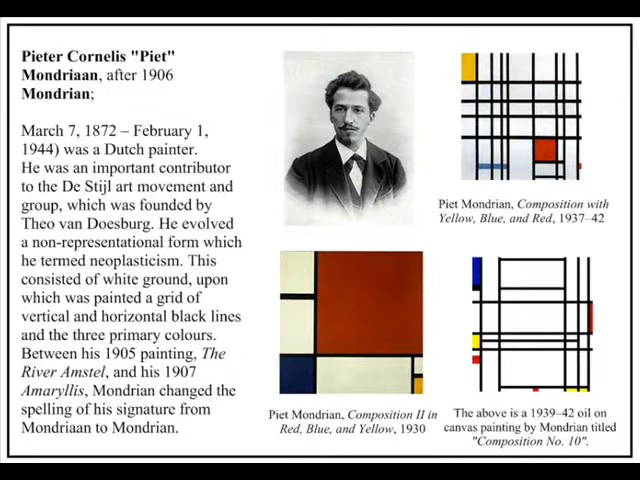 Pieter Cornelis "Piet"
Mondriaan, after 1906
Mondrian;
March 7, 1872 – February 1,
1944) was a Dutch painter.
He was an important contributor
to the De Stijl art movement and
group, which was founded by
Theo van Doesburg. He evolved
a non-representational form which
he termed neoplasticism. This
consisted of white ground, upon
which was painted a grid of
vertical and horizontal black lines
and the three primary colours.
Between his 1905 painting, The
River Amstel, and his 1907
Amaryllis, Mondrian changed the
spelling of his signature from
Mondriaan to Mondrian.
Piet Mondrian, Composition with
Yellow, Blue, and Red, 1937–42
Piet Mondrian, Composition II in
Red, Blue, and Yellow, 1930
The above is a 1939–42 oil on
canvas painting by Mondrian titled
"Composition No. 10".